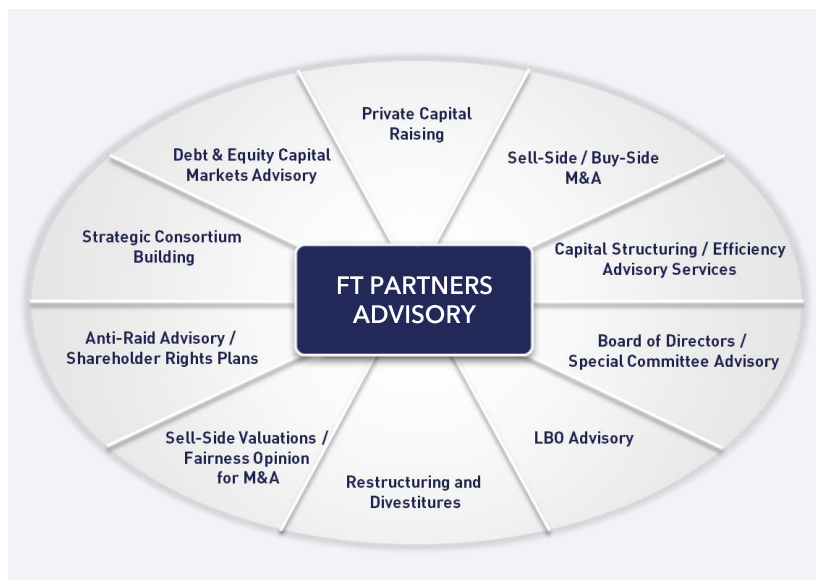 Private Capital
Raising
Debt & Equity Capital
Markets Advisory
Sell-Side / Buy-Side
M&A
Strategic Consortium
Building
Capital Structuring / Efficiency
Advisory Services
FT PARTNERS
ADVISORY
Anti-Raid Advisory /
Shareholder Rights Plans
Board of Directors /
Special Committee Advisory
Sell-Side Valuations /
Fairness Opinion
for M&A
LBO Advisory
Restructuring and
Divestitures